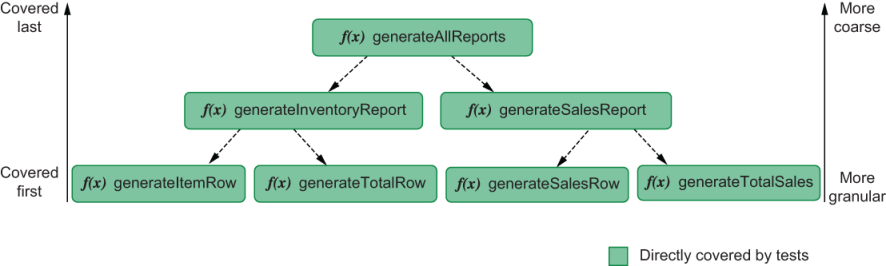 Covered
last
More
coarse
f(x) generateAllReports
f(x) generateInventoryReport
f(x) generateSalesReport
Covered
first
f(x) generateItemRow
f(x) generateTotalRow
f(x) generateSalesRow
f(x) generateTotalSales
More
granular
Directly covered by tests